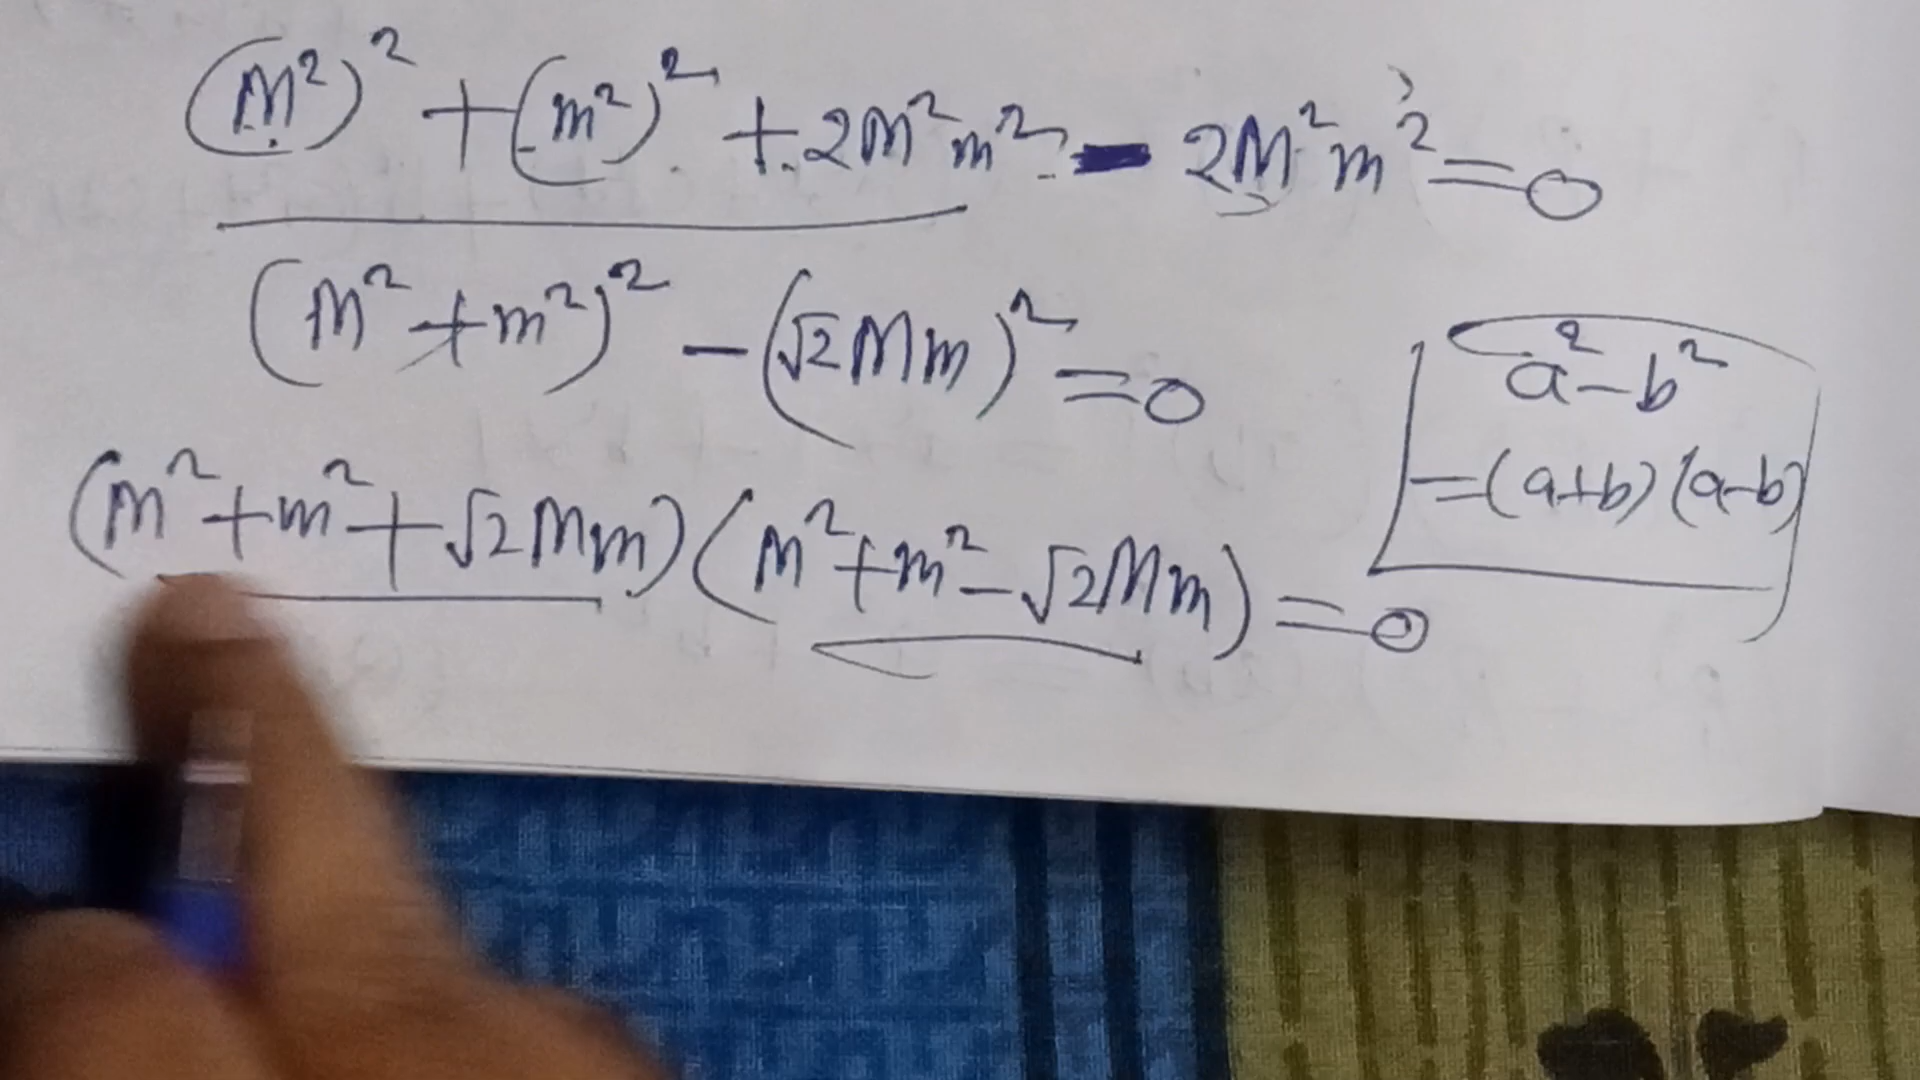 (M²)² + (m²)² + 2M²m² - 2M²m² = 0
(M² + m²)² - (√2Mm)² = 0
a² - b²
= (a+b) (a-b)
(M² + m² + √2Mm) (M² + m² - √2Mm) = 0